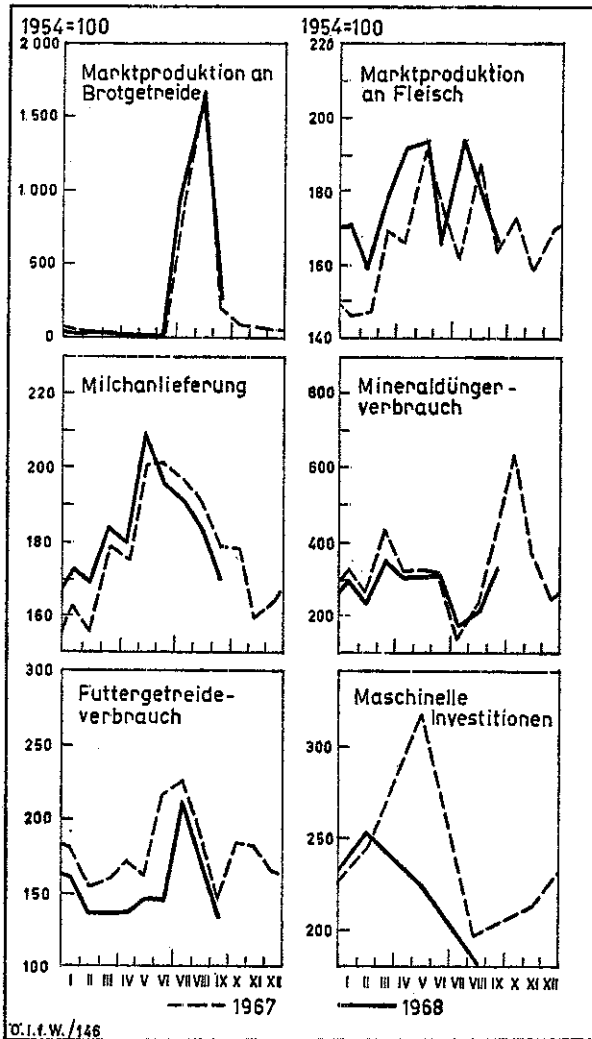 1954=100
1954=100
2 000
1.500
1 000
500
0
Marktproduktion an
Brotgetreide
220
200
180
160
140
Marktproduktion
an Fleisch
220
200
180
160
Milchanlieferung
800
600
400
300
200
Mineraldünger-
verbrauch
300
250
200
150
100
Futtergetreide-
verbrauch
300
250
200
Maschinelle
Investitionen
I II III IV V VI VII VIII IX X XI XII
I II III IV V VI VII VIII IX X XI XII
1967
1968
Ö.I.f.W./146